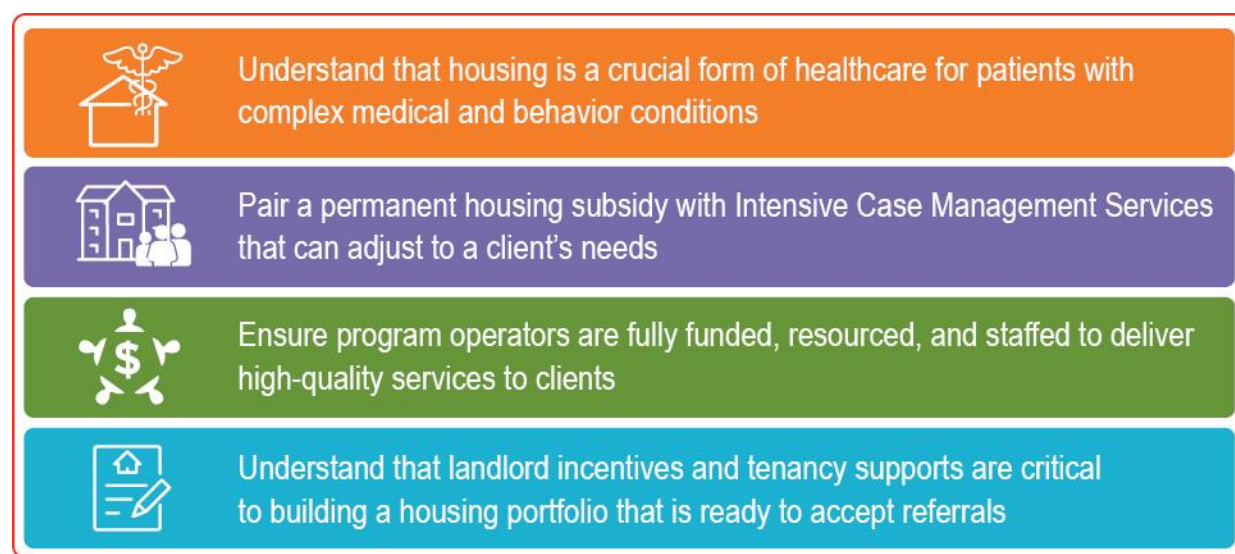 Understand that housing is a crucial form of healthcare for patients with
complex medical and behavior conditions
Pair a permanent housing subsidy with Intensive Case Management Services
that can adjust to a client’s needs
$
Ensure program operators are fully funded, resourced, and staffed to deliver
high-quality services to clients
Understand that landlord incentives and tenancy supports are critical
to building a housing portfolio that is ready to accept referrals